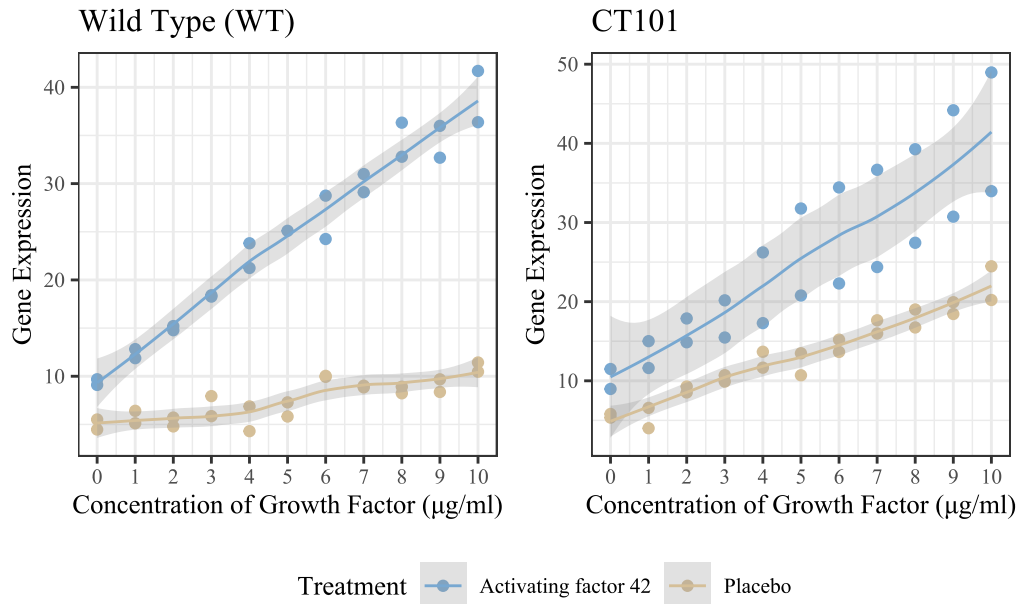 Wild Type (WT)
Gene Expression
40
30
20
10
0 1 2 3 4 5 6 7 8 9 10
Concentration of Growth Factor (μg/ml)
CT101
Gene Expression
50
40
30
20
10
0 1 2 3 4 5 6 7 8 9 10
Concentration of Growth Factor (μg/ml)
Treatment Activating factor 42 Placebo